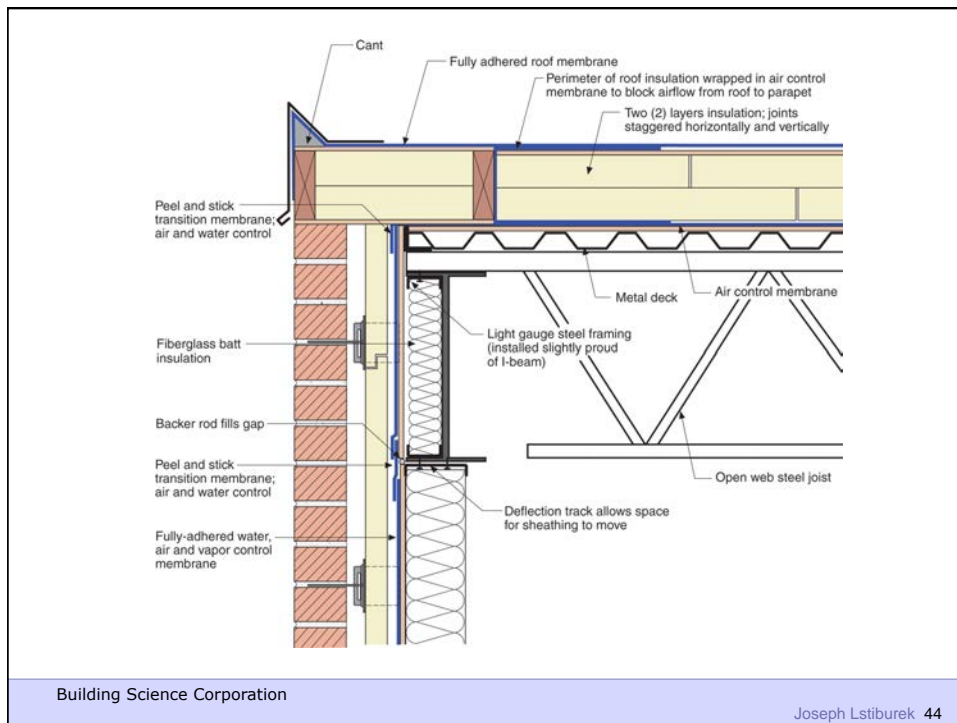 Cant
Fully adhered roof membrane
Perimeter of roof insulation wrapped in air control
membrane to block airflow from roof to parapet
Two (2) layers insulation; joints
staggered horizontally and vertically
Peel and stick
transition membrane;
air and water control
Metal deck
Air control membrane
Light gauge steel framing
(installed slightly proud
of I-beam)
Fiberglass batt
insulation
Backer rod fills gap
Peel and stick
transition membrane;
air and water control
Open web steel joist
Deflection track allows space
for sheathing to move
Fully-adhered water,
air and vapor control
membrane
Building Science Corporation
Joseph Lstiburek 44